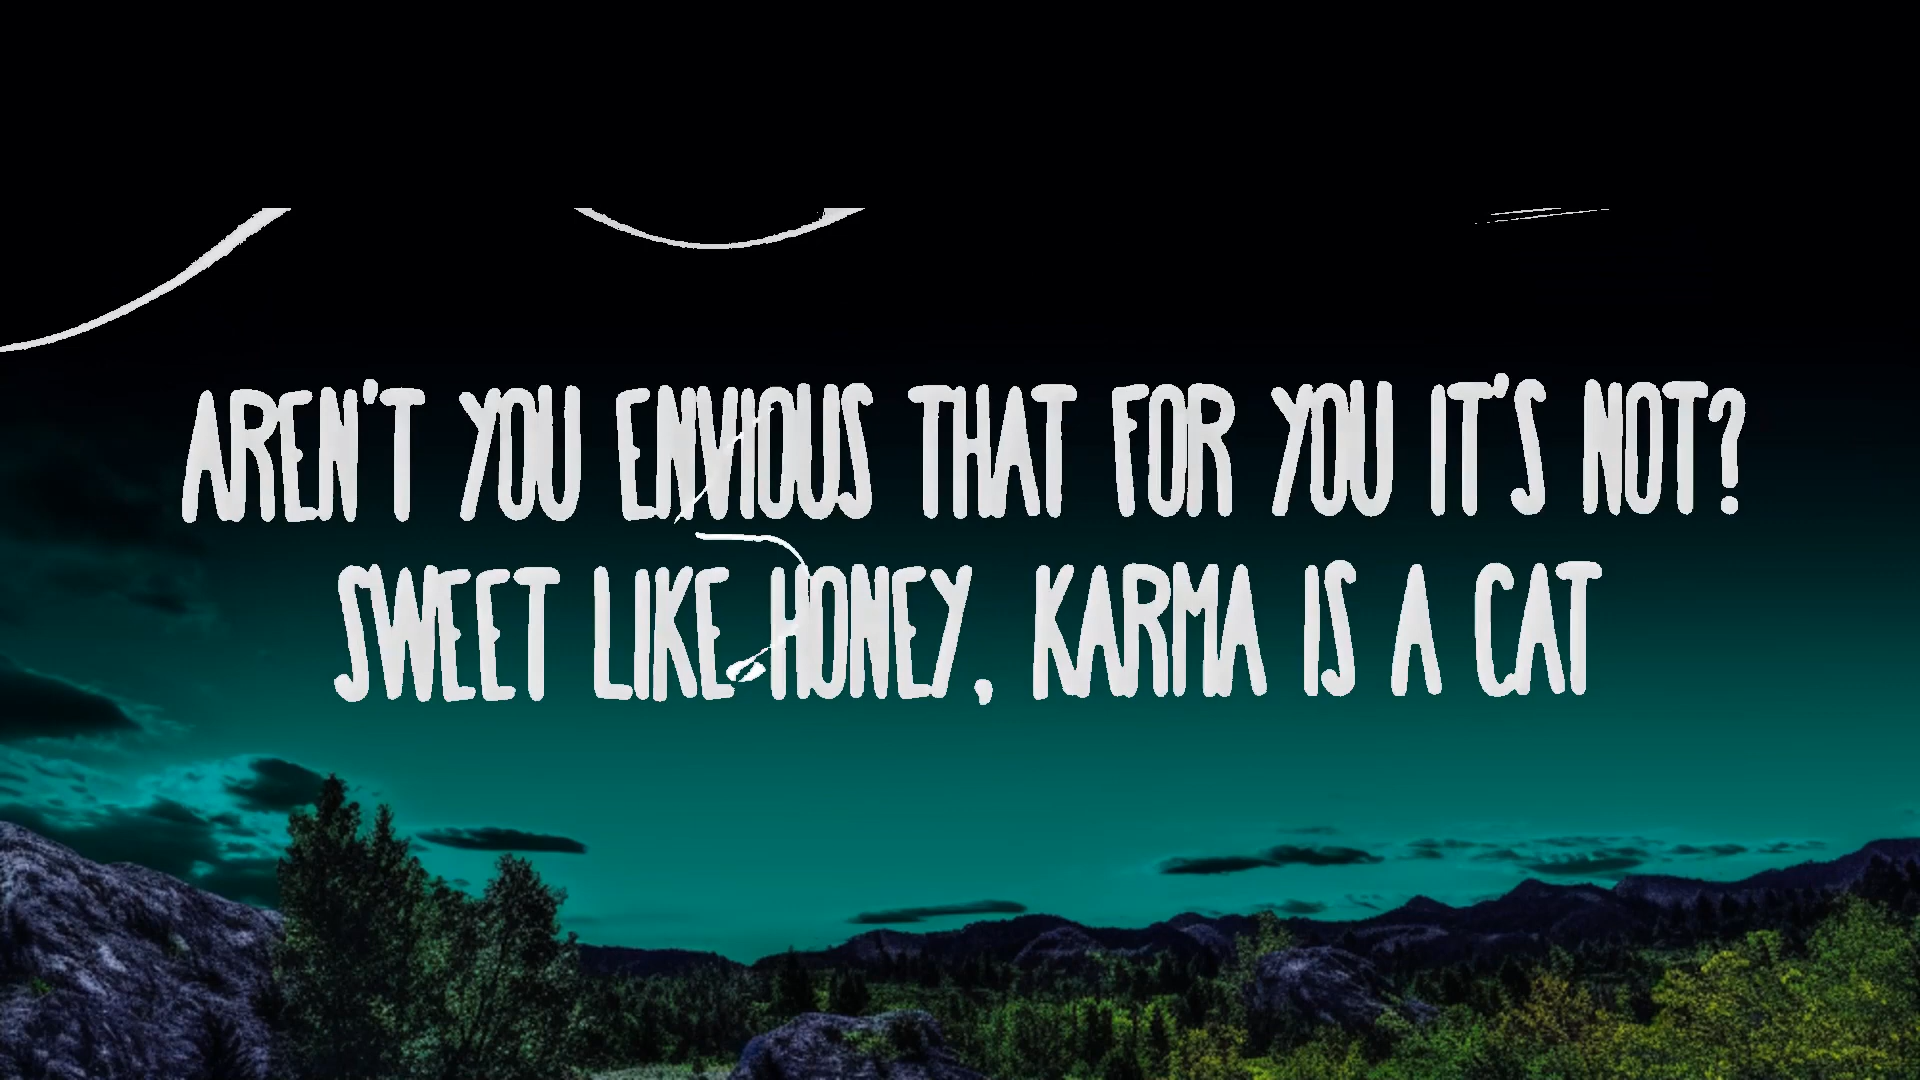 AREN'T YOU ENVIOUS THAT FOR YOU IT'S NOT?
SWEET LIKE HONEY, KARMA IS A CAT